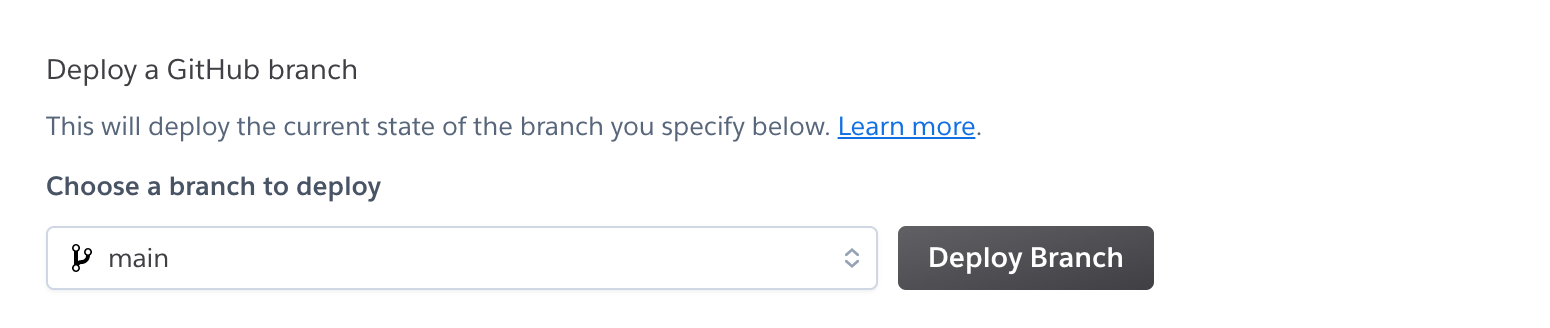 Deploy a GitHub branch
This will deploy the current state of the branch you specify below. Learn more.
Choose a branch to deploy
main
Deploy Branch